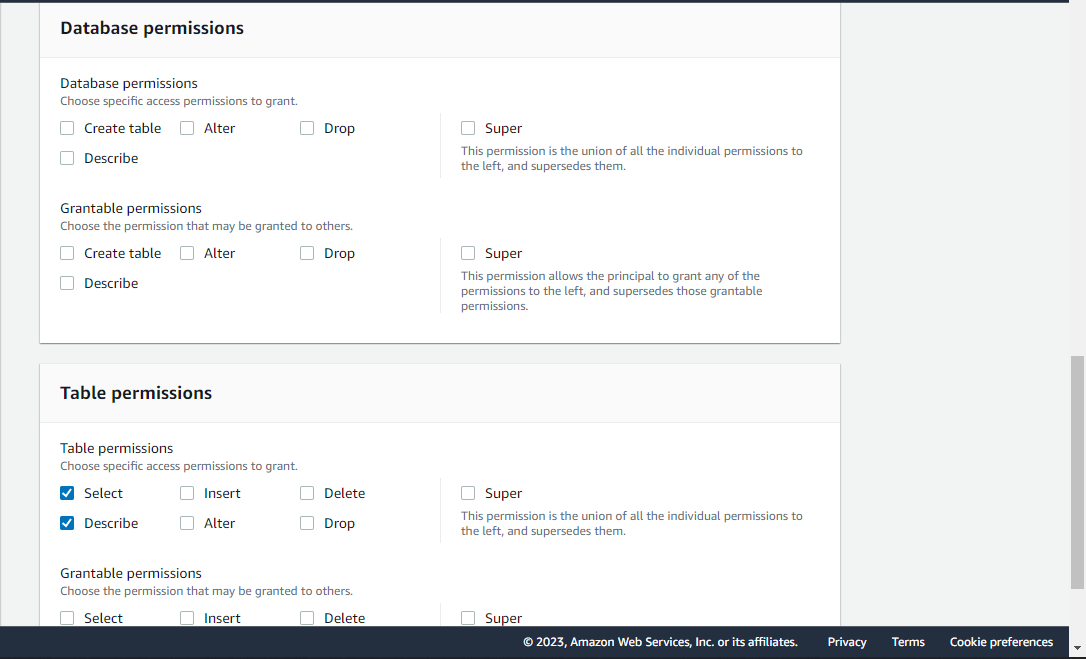 Database permissions
Database permissions
Choose specific access permissions to grant.
Create table Alter Drop Super
Describe
This permission is the union of all the individual permissions to
the left, and supersedes them.
Grantable permissions
Choose the permission that may be granted to others.
Create table Alter Drop Super
Describe
This permission allows the principal to grant any of the
permissions to the left, and supersedes those grantable
permissions.
Table permissions
Table permissions
Choose specific access permissions to grant.
Select Insert Delete Super
Describe Alter Drop
This permission is the union of all the individual permissions to
the left, and supersedes them.
Grantable permissions
Choose the permission that may be granted to others.
Select Insert Delete Super
© 2023, Amazon Web Services, Inc. or its affiliates. Privacy Terms Cookie preferences